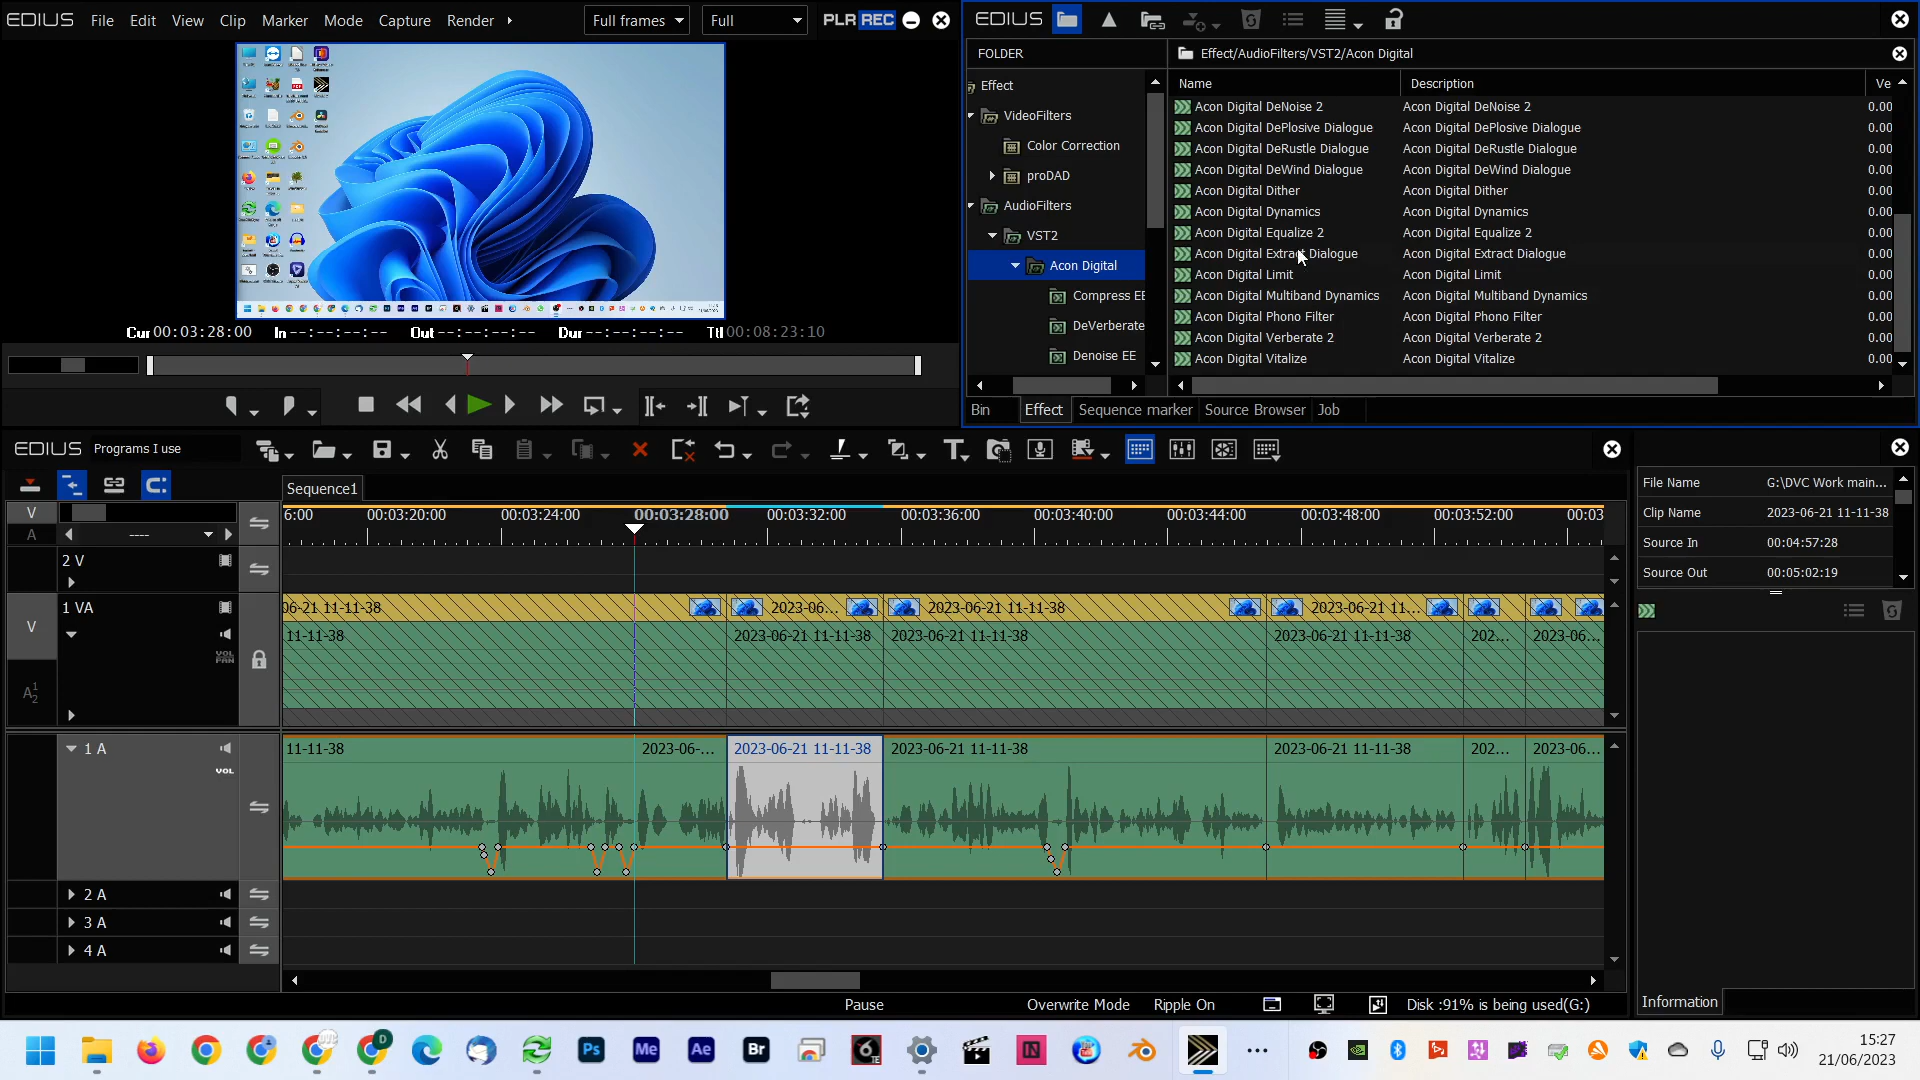 EDIUS File Edit View Clip Marker Mode Capture Render Full frames Full PLR REC
Cur 00:03:28:00 In --:--:--:-- Out --:--:--:-- Dur --:--:--:-- Ttl 00:08:23:10
EDIUS
FOLDER
Effect/AudioFilters/VST2/Acon Digital
Effect
VideoFilters
Color Correction
proDAD
AudioFilters
VST2
Acon Digital
Compress EE
DeVerberate
Denoise EE
Name Description Ve
Acon Digital DeNoise 2 Acon Digital DeNoise 2 0.00
Acon Digital DePlosive Dialogue Acon Digital DePlosive Dialogue 0.00
Acon Digital DeRustle Dialogue Acon Digital DeRustle Dialogue 0.00
Acon Digital DeWind Dialogue Acon Digital DeWind Dialogue 0.00
Acon Digital Dither Acon Digital Dither 0.00
Acon Digital Dynamics Acon Digital Dynamics 0.00
Acon Digital Equalize 2 Acon Digital Equalize 2 0.00
Acon Digital Extract Dialogue Acon Digital Extract Dialogue 0.00
Acon Digital Limit Acon Digital Limit 0.00
Acon Digital Multiband Dynamics Acon Digital Multiband Dynamics 0.00
Acon Digital Phono Filter Acon Digital Phono Filter 0.00
Acon Digital Verberate 2 Acon Digital Verberate 2 0.00
Acon Digital Vitalize Acon Digital Vitalize 0.00
Bin Effect Sequence marker Source Browser Job
EDIUS Programs I use
Sequence1
V
A ----
6:00 00:03:20:00 00:03:24:00 00:03:28:00 00:03:32:00 00:03:36:00 00:03:40:00 00:03:44:00 00:03:48:00 00:03:52:00 00:03
2 V
V 1 VA
06-21 11-11-38 2023-06... 2023-06-21 11-11-38 2023-06-21 11... 
11-11-38 2023-06-21 11-11-38 2023-06-21 11-11-38 2023-06-21 11-11-38 202... 2023-06...
VOL
PAN
A 1 2
1 A
VOL
11-11-38 2023-06-... 2023-06-21 11-11-38 2023-06-21 11-11-38 2023-06-21 11-11-38 202... 2023-06...
2 A
3 A
4 A
Pause Overwrite Mode Ripple On Disk :91% is being used(G:)
File Name G:\DVC Work main...
Clip Name 2023-06-21 11-11-38
Source In 00:04:57:28
Source Out 00:05:02:19
Information
Ps Me Ae Br
15:27
21/06/2023